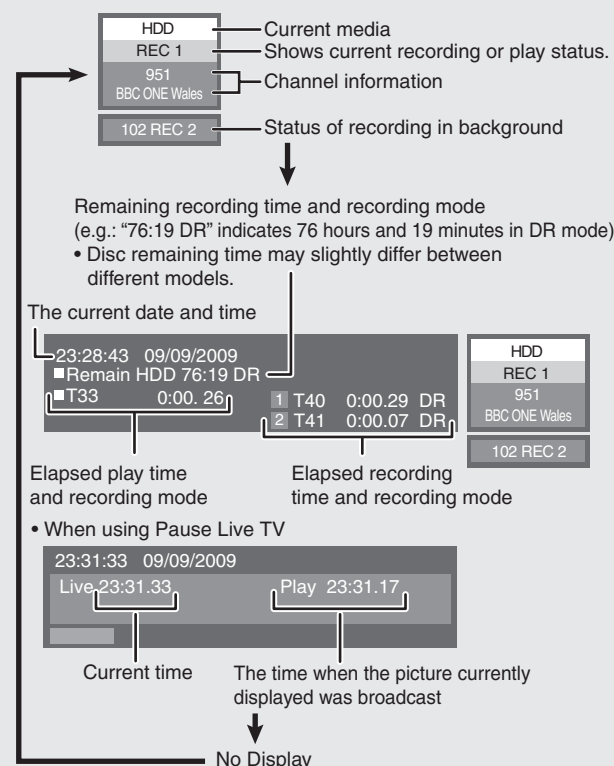 HDD
Current media
REC 1
Shows current recording or play status.
951
BBC ONE Wales
Channel information
102 REC 2
Status of recording in background
Remaining recording time and recording mode
(e.g.: “76:19 DR” indicates 76 hours and 19 minutes in DR mode)
• Disc remaining time may slightly differ between
different models.
The current date and time
23:28:43 09/09/2009
Remain HDD 76:19 DR
T33 0:00. 26
1 T40 0:00.29 DR
2 T41 0:00.07 DR
HDD
REC 1
951
BBC ONE Wales
102 REC 2
Elapsed play time
and recording mode
Elapsed recording
time and recording mode
• When using Pause Live TV
23:31:33 09/09/2009
Live 23:31.33 Play 23:31.17
Current time
The time when the picture currently
displayed was broadcast
No Display